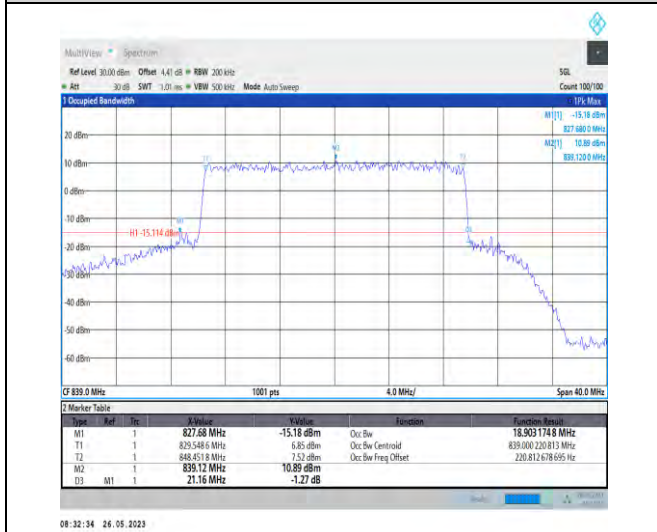 MultiView Spectrum
Ref Level 30.00 dBm Offset 4.41 dB RBW 200 kHz SGL
Att 30 dB SWT 1.01 ms VBW 500 kHz Mode Auto Sweep Count 100/100
1 Occupied Bandwidth 1Pk Max
M1[1] -15.18 dBm
827.680 0 MHz
M2[1] 10.89 dBm
839.120 0 MHz
20 dBm
M2
10 dBm
T1 T2
0 dBm
-10 dBm
M1
H1 -15.114 dBm
D3
-20 dBm
-30 dBm
-40 dBm
-50 dBm
-60 dBm
CF 839.0 MHz 1001 pts 4.0 MHz/ Span 40.0 MHz
2 Marker Table
Type Ref Trc X-Value Y-Value Function Function Result
M1 1 827.68 MHz -15.18 dBm Occ Bw 18.903 174 8 MHz
T1 1 829.548 6 MHz 6.85 dBm Occ Bw Centroid 839.000 220 813 MHz
T2 1 848.451 8 MHz 7.52 dBm Occ Bw Freq Offset 220.812 678 695 Hz
M2 1 839.12 MHz 10.89 dBm
D3 M1 1 21.16 MHz -1.27 dB
08:32:34 26.05.2023